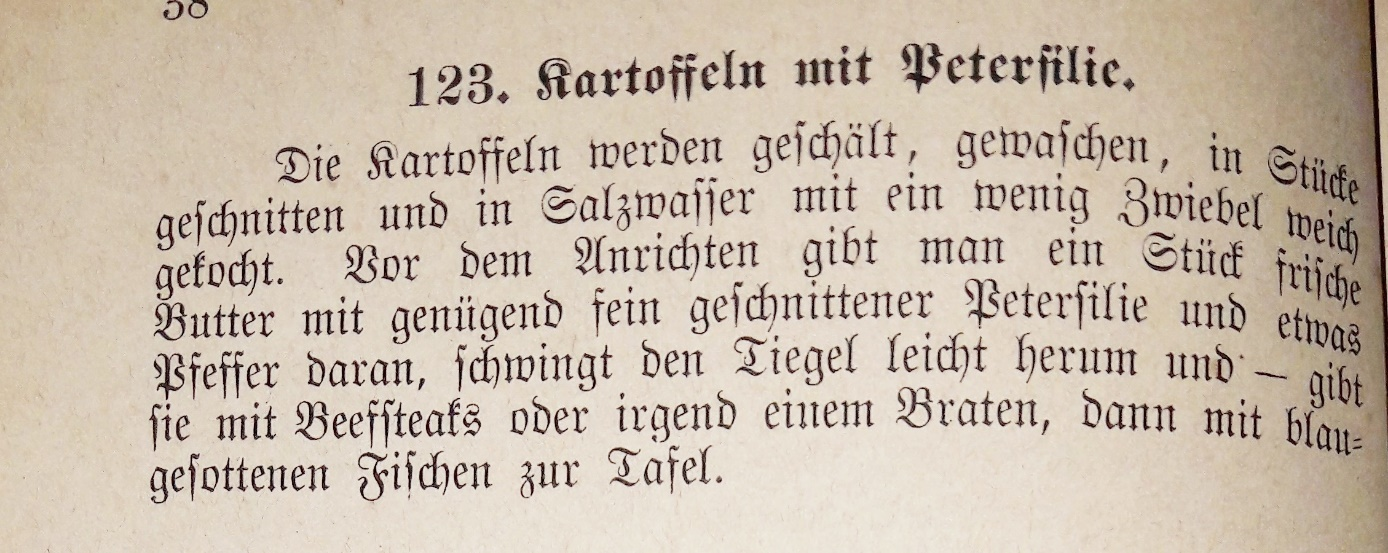 58
123. Kartoffeln mit Peterſilie.
Die Kartoffeln werden geſchält, gewaſchen, in Stücke
geſchnitten und in Salzwaſſer mit ein wenig Zwiebel weich
gekocht. Vor dem Anrichten gibt man ein Stück friſche
Butter mit genügend fein geſchnittener Peterſilie und etwas
Pfeffer daran, ſchwingt den Tiegel leicht herum und — gibt
ſie mit Beefſteaks oder irgend einem Braten, dann mit blau⸗
geſottenen Fiſchen zur Tafel.